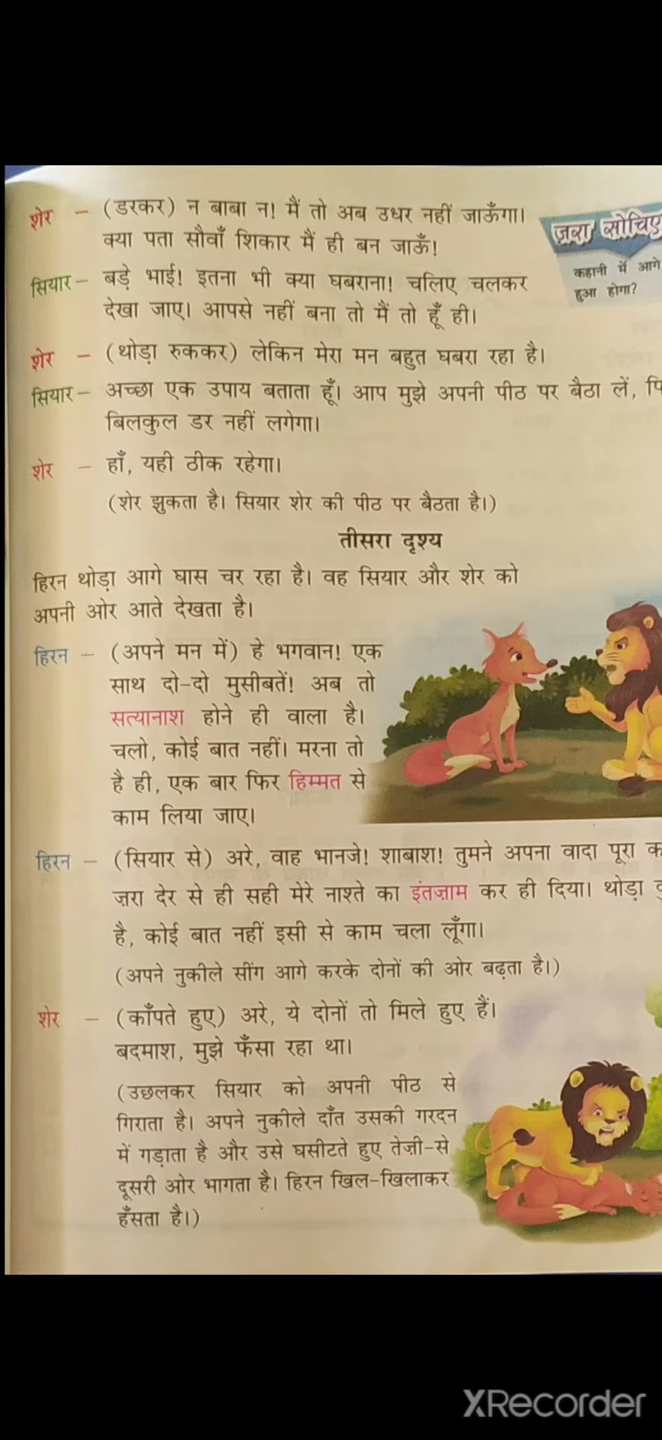 शेर – (डरकर) न बाबा न! मैं तो अब उधर नहीं जाऊँगा।
क्या पता सौवाँ शिकार मैं ही बन जाऊँ!
ज़रा सोचिए
कहानी में आगे
हुआ होगा?
सियार – बड़े भाई! इतना भी क्या घबराना! चलिए चलकर
देखा जाए। आपसे नहीं बना तो मैं तो हूँ ही।
शेर – (थोड़ा रुककर) लेकिन मेरा मन बहुत घबरा रहा है।
सियार – अच्छा एक उपाय बताता हूँ। आप मुझे अपनी पीठ पर बैठा लें,
बिलकुल डर नहीं लगेगा।
शेर – हाँ, यही ठीक रहेगा।
(शेर झुकता है। सियार शेर की पीठ पर बैठता है।)
तीसरा दृश्य
हिरन थोड़ा आगे घास चर रहा है। वह सियार और शेर को
अपनी ओर आते देखता है।
हिरन – (अपने मन में) हे भगवान! एक
साथ दो-दो मुसीबतें! अब तो
सत्यानाश होने ही वाला है।
चलो, कोई बात नहीं। मरना तो
है ही, एक बार फिर हिम्मत से
काम लिया जाए।
हिरन – (सियार से) अरे, वाह भानजे! शाबाश! तुमने अपना वादा पूरा
ज़रा देर से ही सही मेरे नाश्ते का इंतज़ाम कर ही दिया। थोड़ा
है, कोई बात नहीं इसी से काम चला लूँगा।
(अपने नुकीले सींग आगे करके दोनों की ओर बढ़ता है।)
शेर – (काँपते हुए) अरे, ये दोनों तो मिले हुए हैं।
बदमाश, मुझे फँसा रहा था।
(उछलकर सियार को अपनी पीठ से
गिराता है। अपने नुकीले दाँत उसकी गरदन
में गड़ाता है और उसे घसीटते हुए तेज़ी-से
दूसरी ओर भागता है। हिरन खिल-खिलाकर
हँसता है।)
XRecorder